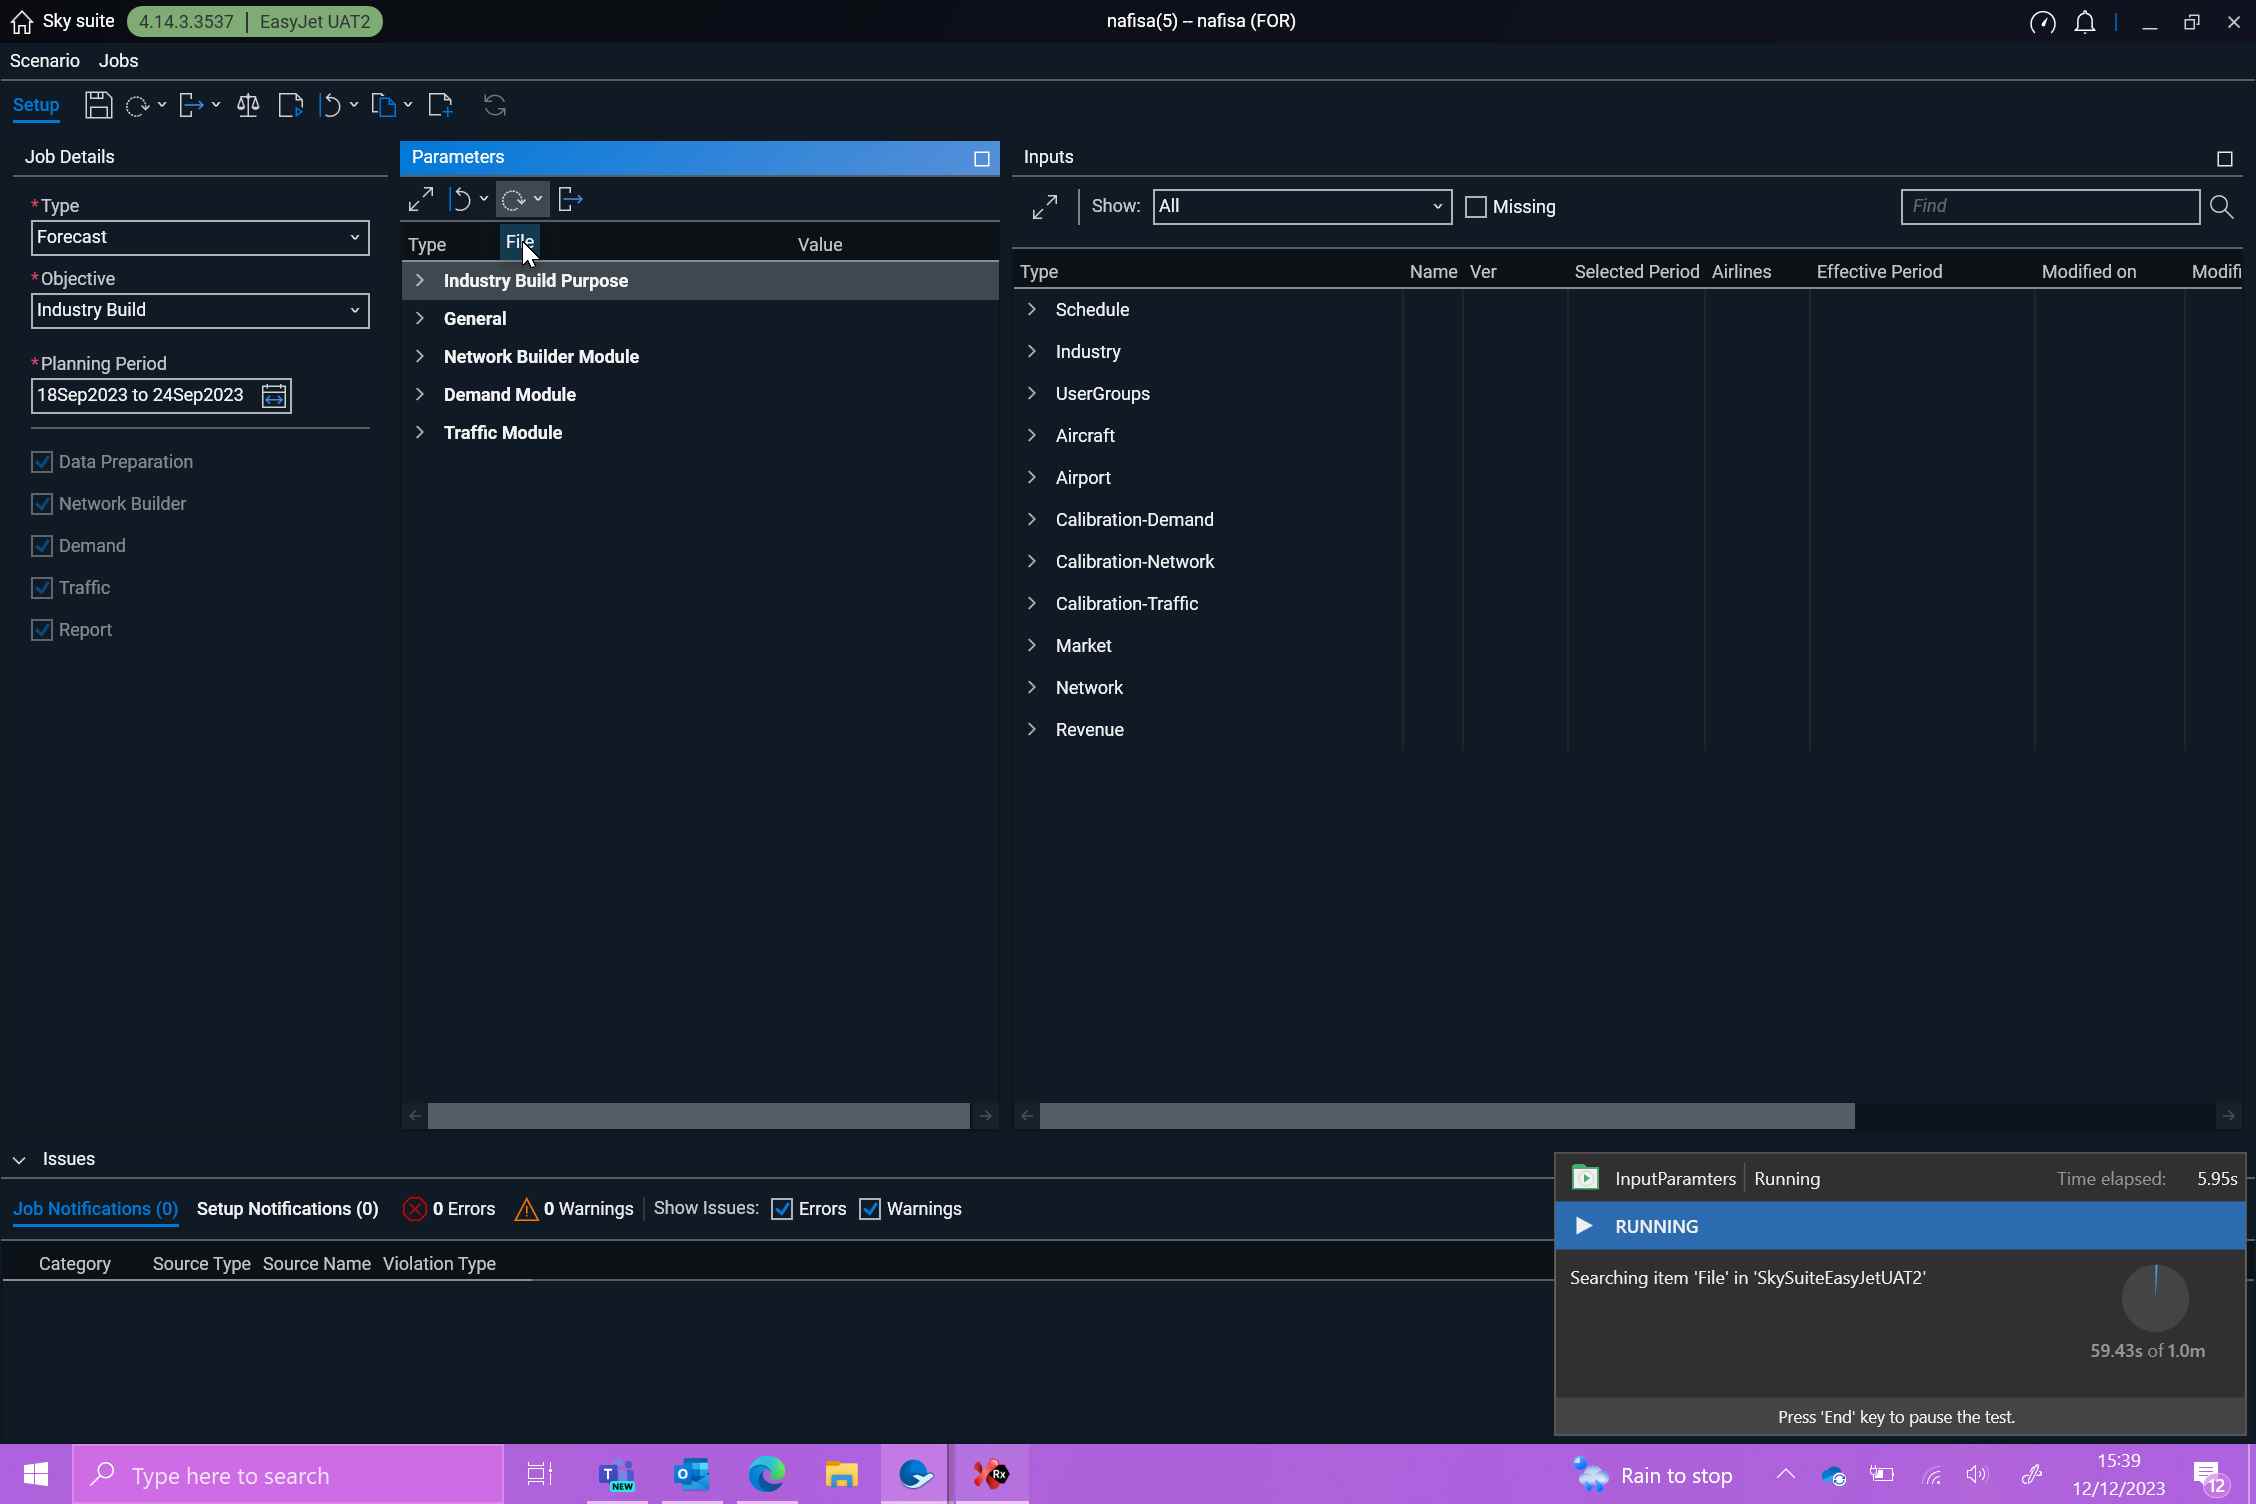 Sky suite 4.14.3.3537 | EasyJet UAT2 nafisa(5) – nafisa (FOR)
Scenario Jobs
Setup
Job Details
*Type
Forecast
*Objective
Industry Build
*Planning Period
18Sep2023 to 24Sep2023
Data Preparation
Network Builder
Demand
Traffic
Report
Parameters
Type File Value
Industry Build Purpose
General
Network Builder Module
Demand Module
Traffic Module
Inputs
Show: All Missing Find
Type Name Ver Selected Period Airlines Effective Period Modified on Modifi
Schedule
Industry
UserGroups
Aircraft
Airport
Calibration-Demand
Calibration-Network
Calibration-Traffic
Market
Network
Revenue
Issues
Job Notifications (0) Setup Notifications (0) 0 Errors 0 Warnings Show Issues: Errors Warnings
Category Source Type Source Name Violation Type
InputParamters Running Time elapsed: 5.95s
RUNNING
Searching item 'File' in 'SkySuiteEasyJetUAT2'
59.43s of 1.0m
Press 'End' key to pause the test.
Type here to search
T
NEW
O
Rx
Rain to stop
15:39
12/12/2023
12